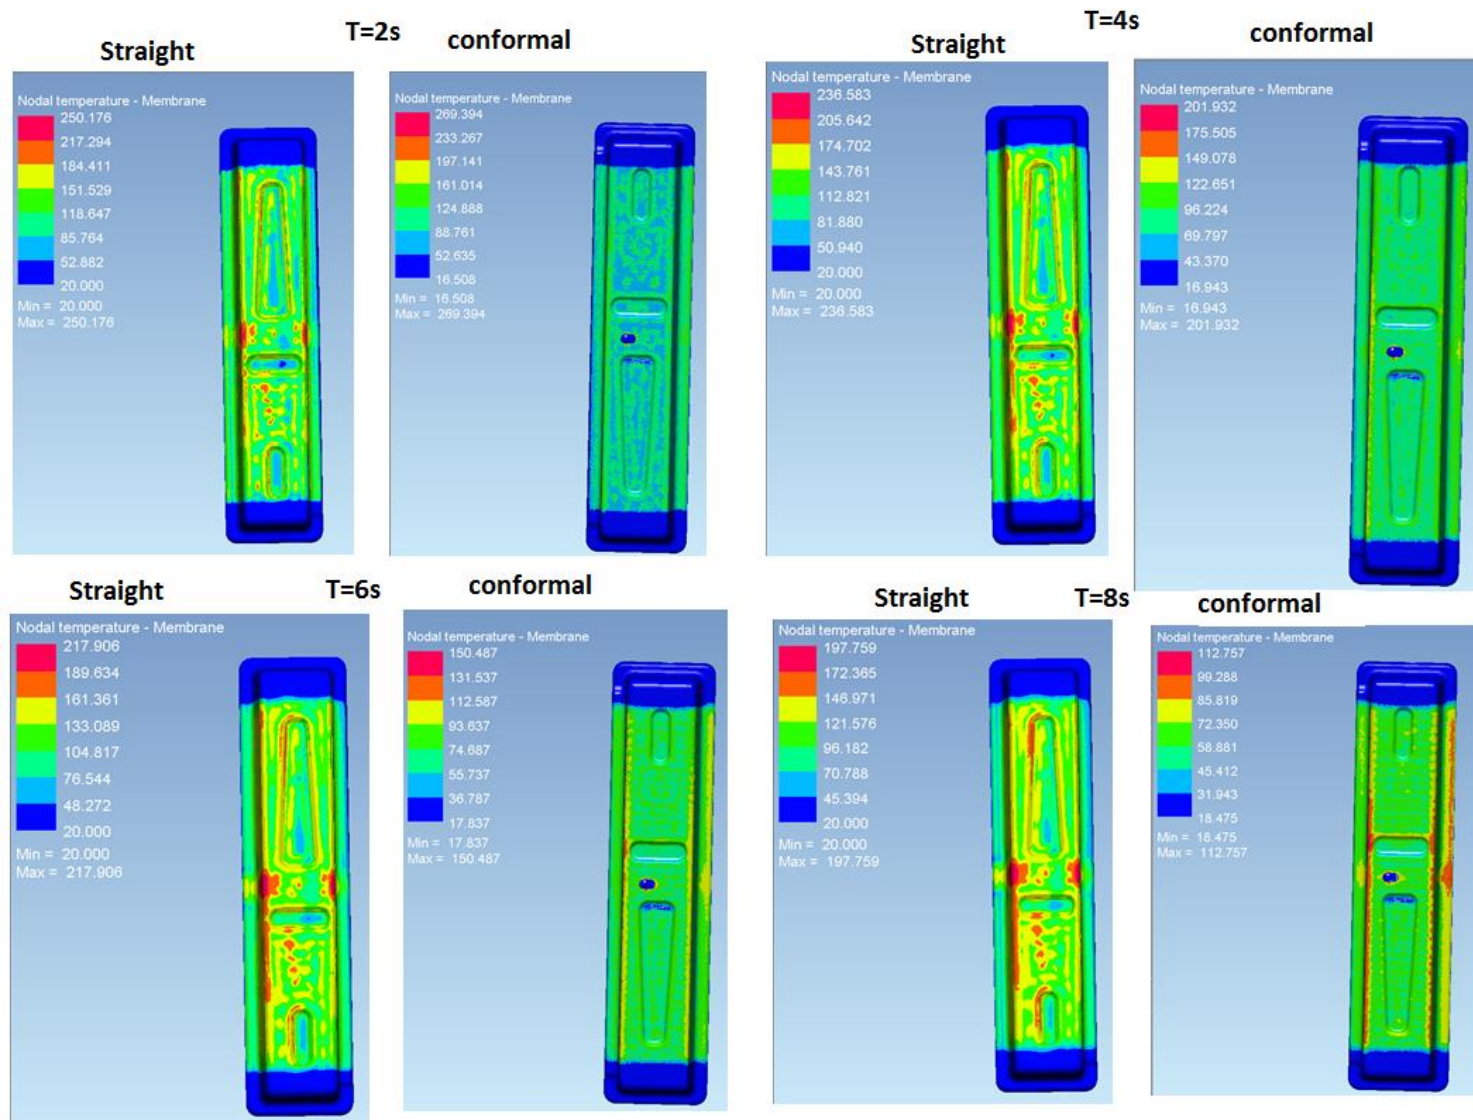 T=2s
Straight
conformal
Nodal temperature - Membrane
250.176
217.294
184.411
151.529
118.647
85.764
52.882
20.000
Min = 20.000
Max = 250.176
Nodal temperature - Membrane
269.394
233.267
197.141
161.014
124.888
88.761
52.635
16.508
Min = 16.508
Max = 269.394
T=4s
Straight
conformal
Nodal temperature - Membrane
236.583
205.642
174.702
143.761
112.821
81.880
50.940
20.000
Min = 20.000
Max = 236.583
Nodal temperature - Membrane
201.932
175.505
149.078
122.651
96.224
69.797
43.370
16.943
Min = 16.943
Max = 201.932
Straight
T=6s
conformal
Nodal temperature - Membrane
217.906
189.634
161.361
133.089
104.817
76.544
48.272
20.000
Min = 20.000
Max = 217.906
Nodal temperature - Membrane
150.487
131.537
112.587
93.637
74.687
55.737
36.787
17.837
Min = 17.837
Max = 150.487
Straight
T=8s
conformal
Nodal temperature - Membrane
197.759
172.365
146.971
121.576
96.182
70.788
45.394
20.000
Min = 20.000
Max = 197.759
Nodal temperature - Membrane
112.757
99.288
85.819
72.350
58.881
45.412
31.943
18.475
Min = 18.475
Max = 112.757